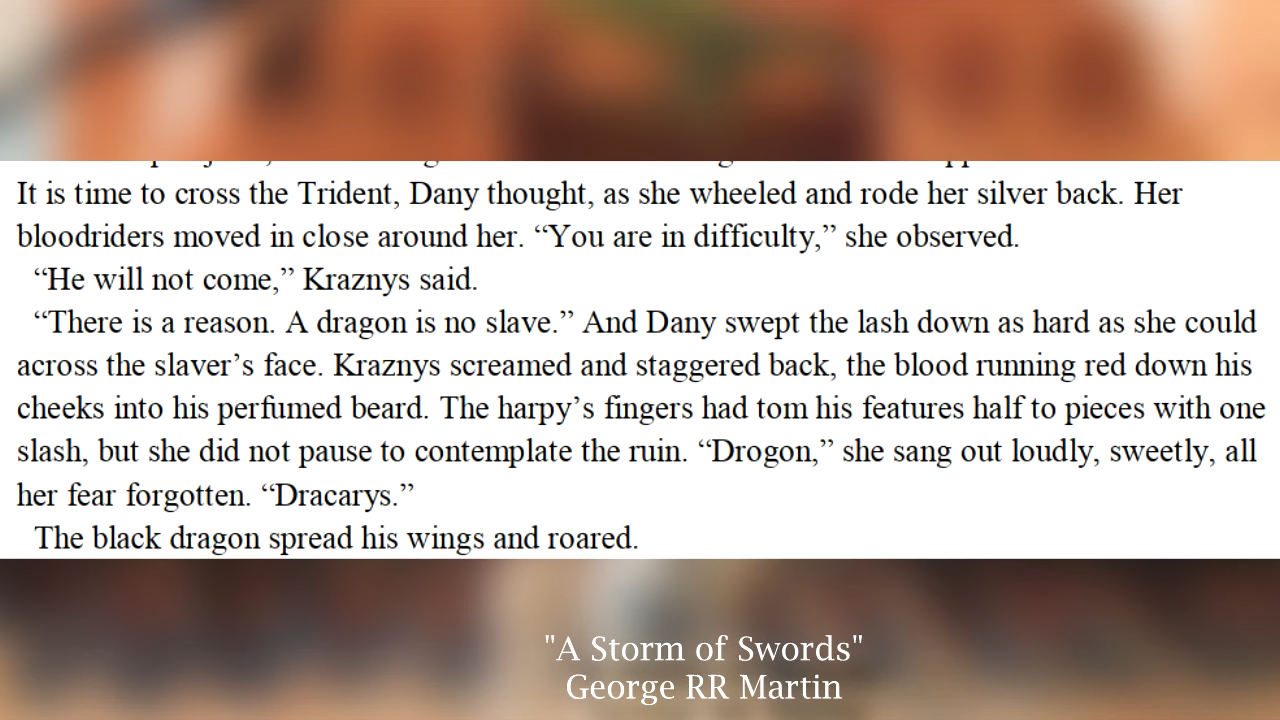 It is time to cross the Trident, Dany thought, as she wheeled and rode her silver back. Her
bloodriders moved in close around her. “You are in difficulty,” she observed.
“He will not come,” Kraznys said.
“There is a reason. A dragon is no slave.” And Dany swept the lash down as hard as she could
across the slaver’s face. Kraznys screamed and staggered back, the blood running red down his
cheeks into his perfumed beard. The harpy’s fingers had tom his features half to pieces with one
slash, but she did not pause to contemplate the ruin. “Drogon,” she sang out loudly, sweetly, all
her fear forgotten. “Dracarys.”
The black dragon spread his wings and roared.
"A Storm of Swords"
George RR Martin